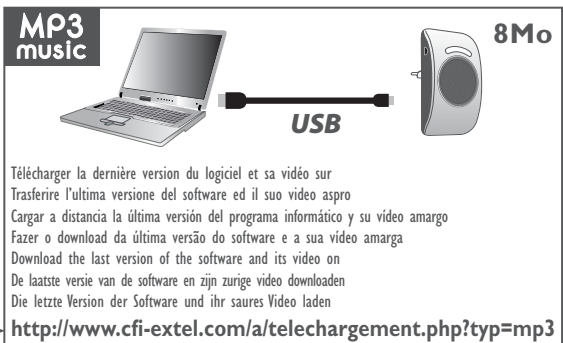 MP3
music
8Mo
USB
Télécharger la dernière version du logiciel et sa vidéo sur
Trasferire l'ultima versione del software ed il suo video aspro
Cargar a distancia la última versión del programa informático y su vídeo amargo
Fazer o download da última versão do software e a sua vídeo amarga
Download the last version of the software and its video on
De laatste versie van de software en zijn zurige video downloaden
Die letzte Version der Software und ihr saures Video laden
http://www.cfi-extel.com/a/telechargement.php?typ=mp3